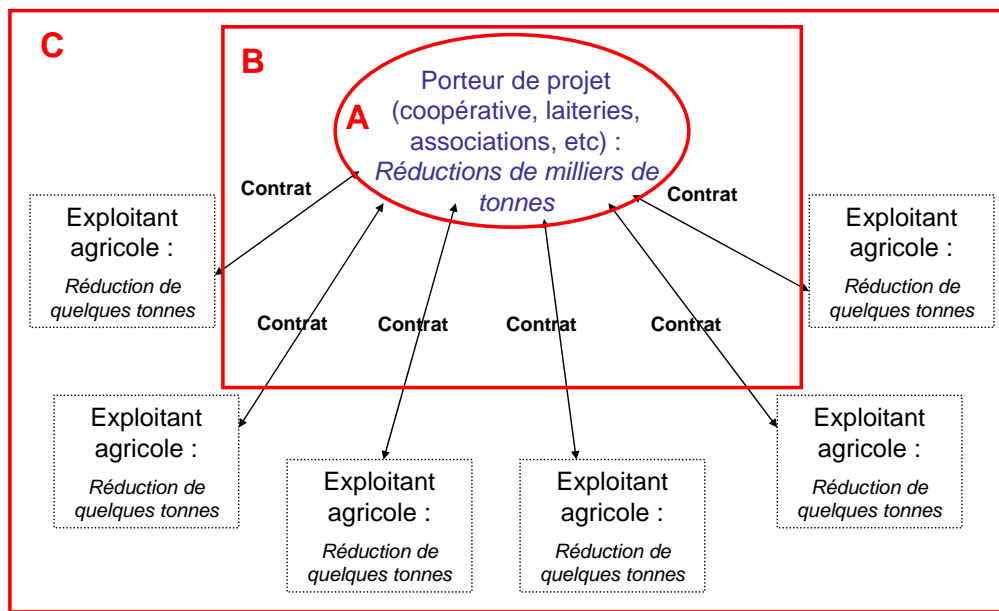 C
B
A
Porteur de projet
(coopérative, laiteries,
associations, etc) :
Réductions de milliers de
tonnes
Contrat
Contrat
Exploitant
agricole :
Réduction de
quelques tonnes
Exploitant
agricole :
Réduction de
quelques tonnes
Contrat
Contrat
Contrat
Contrat
Exploitant
agricole :
Réduction de
quelques tonnes
Exploitant
agricole :
Réduction de
quelques tonnes
Exploitant
agricole :
Réduction de
quelques tonnes
Exploitant
agricole :
Réduction de
quelques tonnes